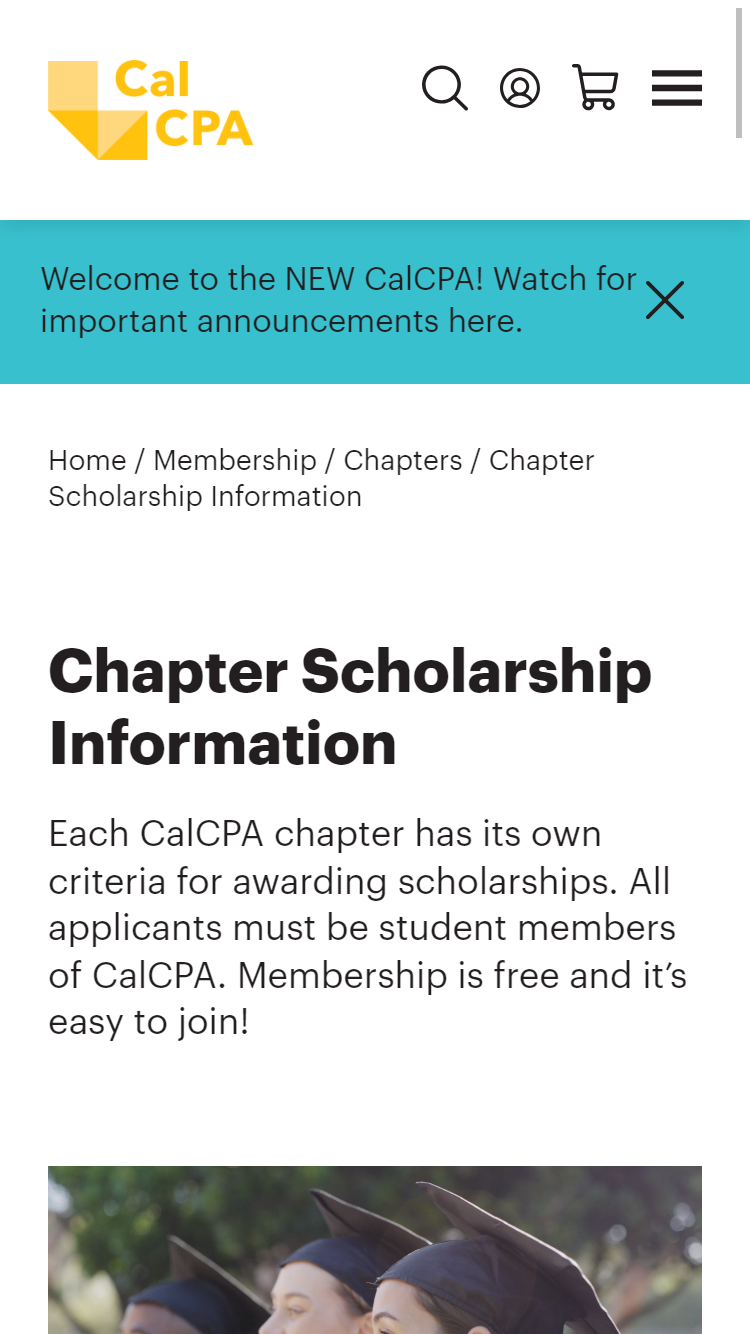 Cal
CPA
Welcome to the NEW CalCPA! Watch for
important announcements here.
Home / Membership / Chapters / Chapter
Scholarship Information
Chapter Scholarship
Information
Each CalCPA chapter has its own
criteria for awarding scholarships. All
applicants must be student members
of CalCPA. Membership is free and it’s
easy to join!